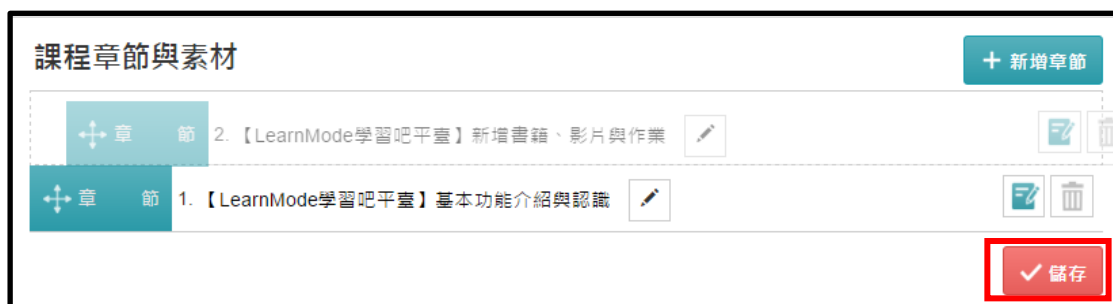 課程章節與素材
新增章節
章 節 2.【LearnMode學習吧平臺】新增書籍、影片與作業
章 節 1.【LearnMode學習吧平臺】基本功能介紹與認識
儲存